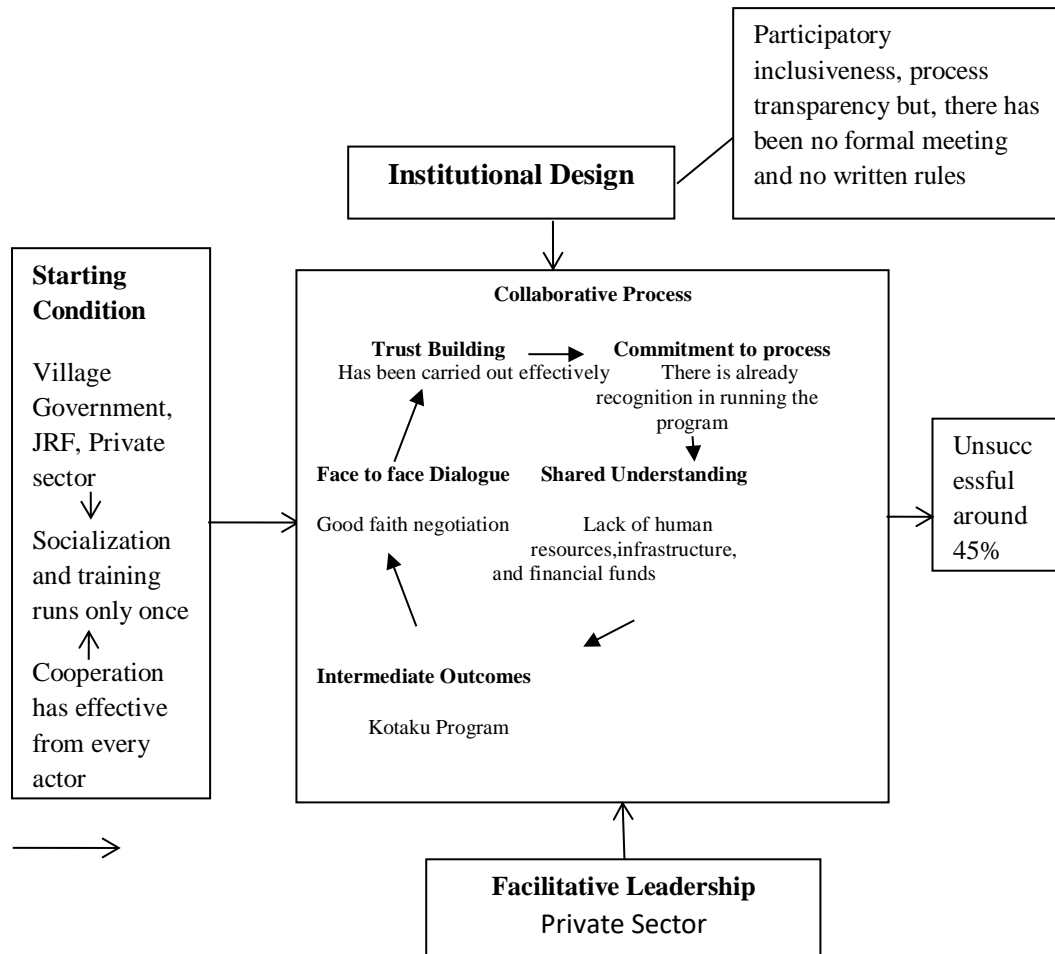 Participatory
inclusiveness, process
transparency but, there has
been no formal meeting
and no written rules
Institutional Design
Starting
Condition
Village
Government,
JRF, Private
sector
Socialization
and training
runs only once
Cooperation
has effective
from every
actor
Collaborative Process
Trust Building
Has been carried out effectively
Commitment to process
There is already
recognition in running the
program
Face to face Dialogue
Good faith negotiation
Shared Understanding
Lack of human
resources,infrastructure,
and financial funds
Intermediate Outcomes
Kotaku Program
Unsucc
essful
around
45%
Facilitative Leadership
Private Sector